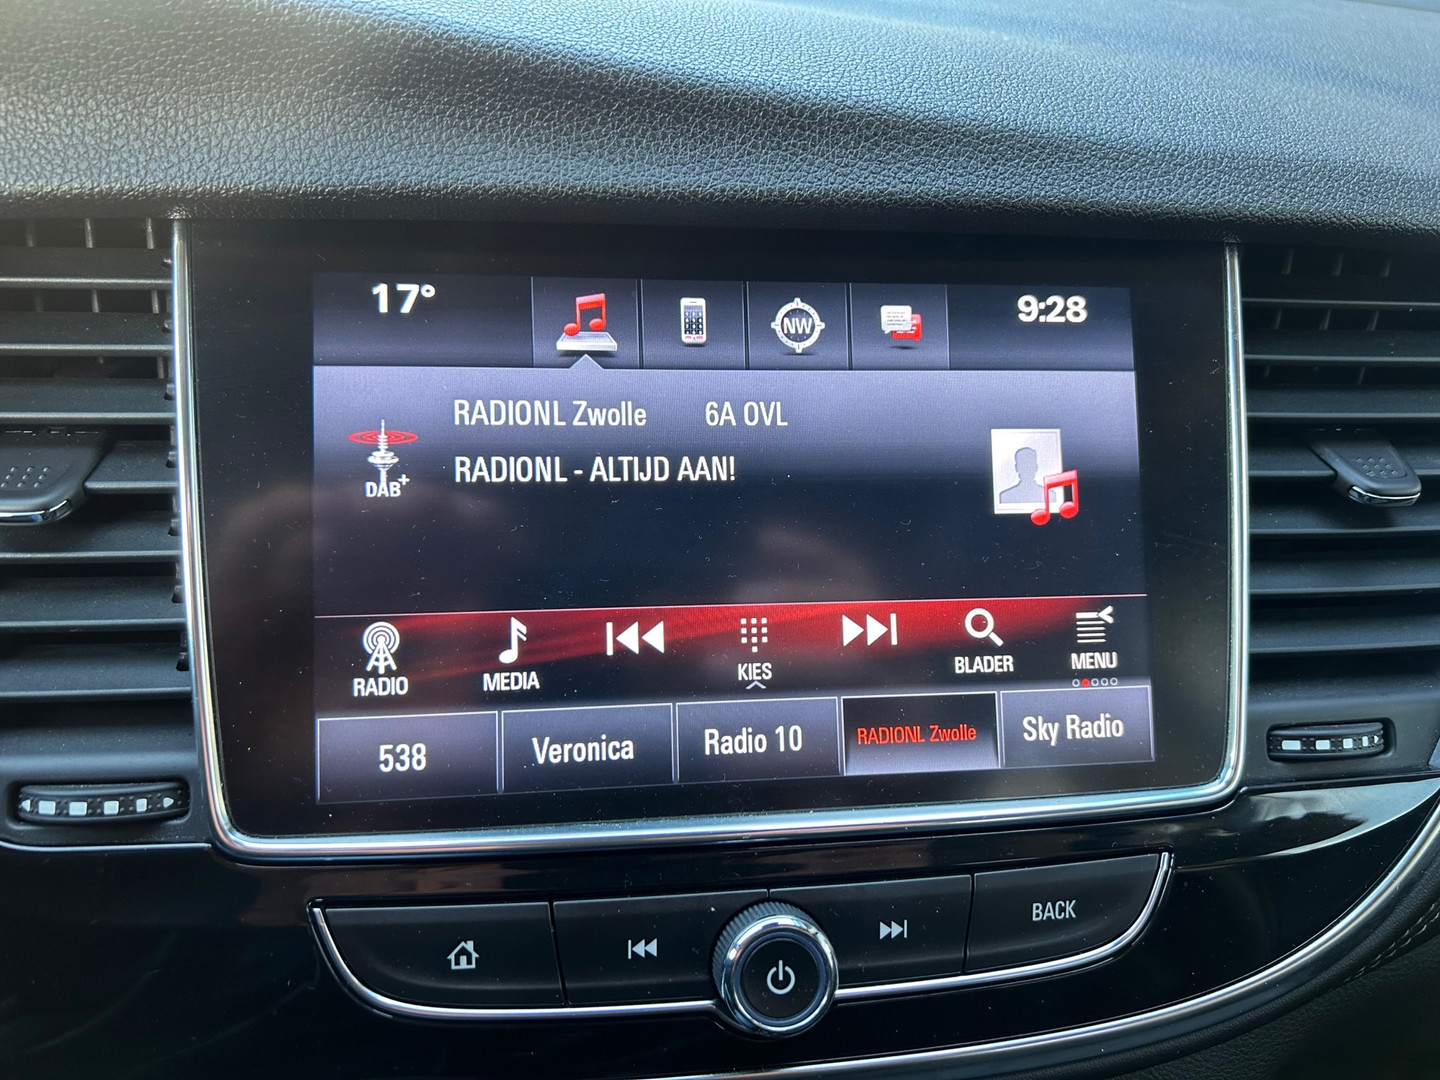 17° NW 9:28
RADIONL Zwolle 6A OVL
RADIONL - ALTIJD AAN!
DAB+
RADIO MEDIA KIES BLADER MENU
538 Veronica Radio 10 RADIONL Zwolle Sky Radio
BACK